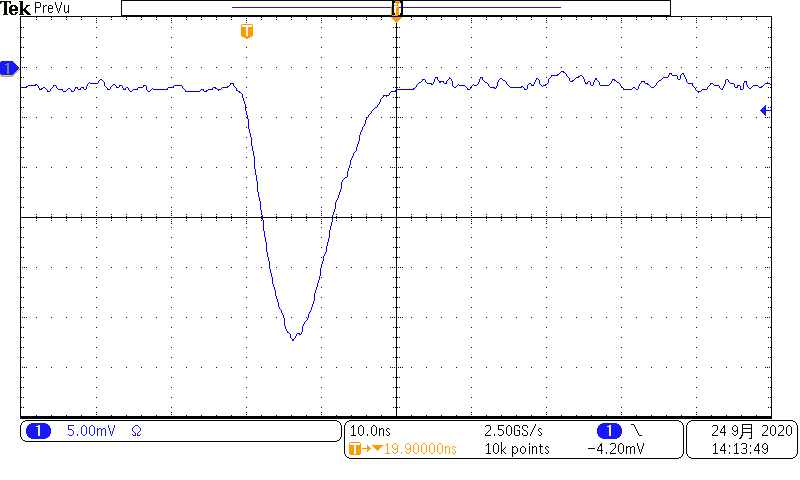 Tek PreVu
T
1
1 5.00mV Ω
10.0ns 2.50GS/s 1 -4.20mV
T→▼19.90000ns 10k points
24 9月 2020
14:13:49